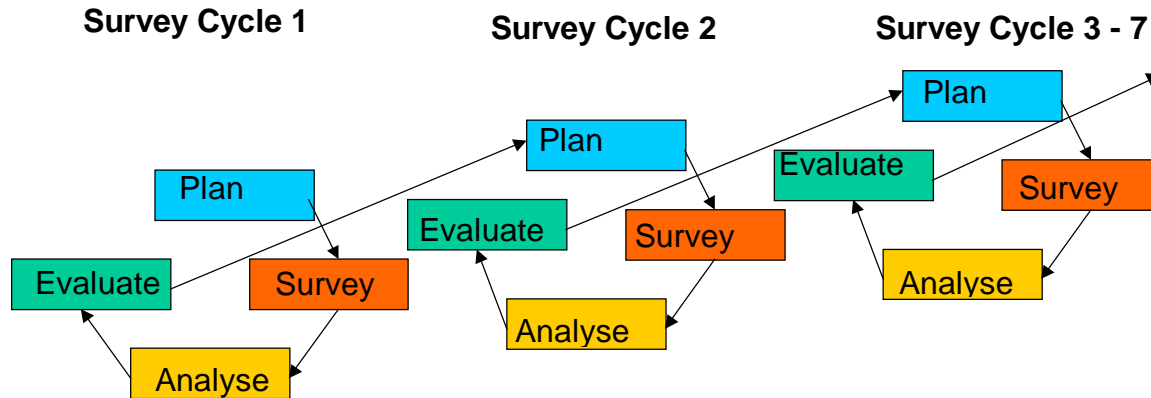 Survey Cycle 1
Survey Cycle 2
Survey Cycle 3 - 7
Plan
Survey
Analyse
Evaluate
Plan
Survey
Analyse
Evaluate
Plan
Survey
Analyse
Evaluate